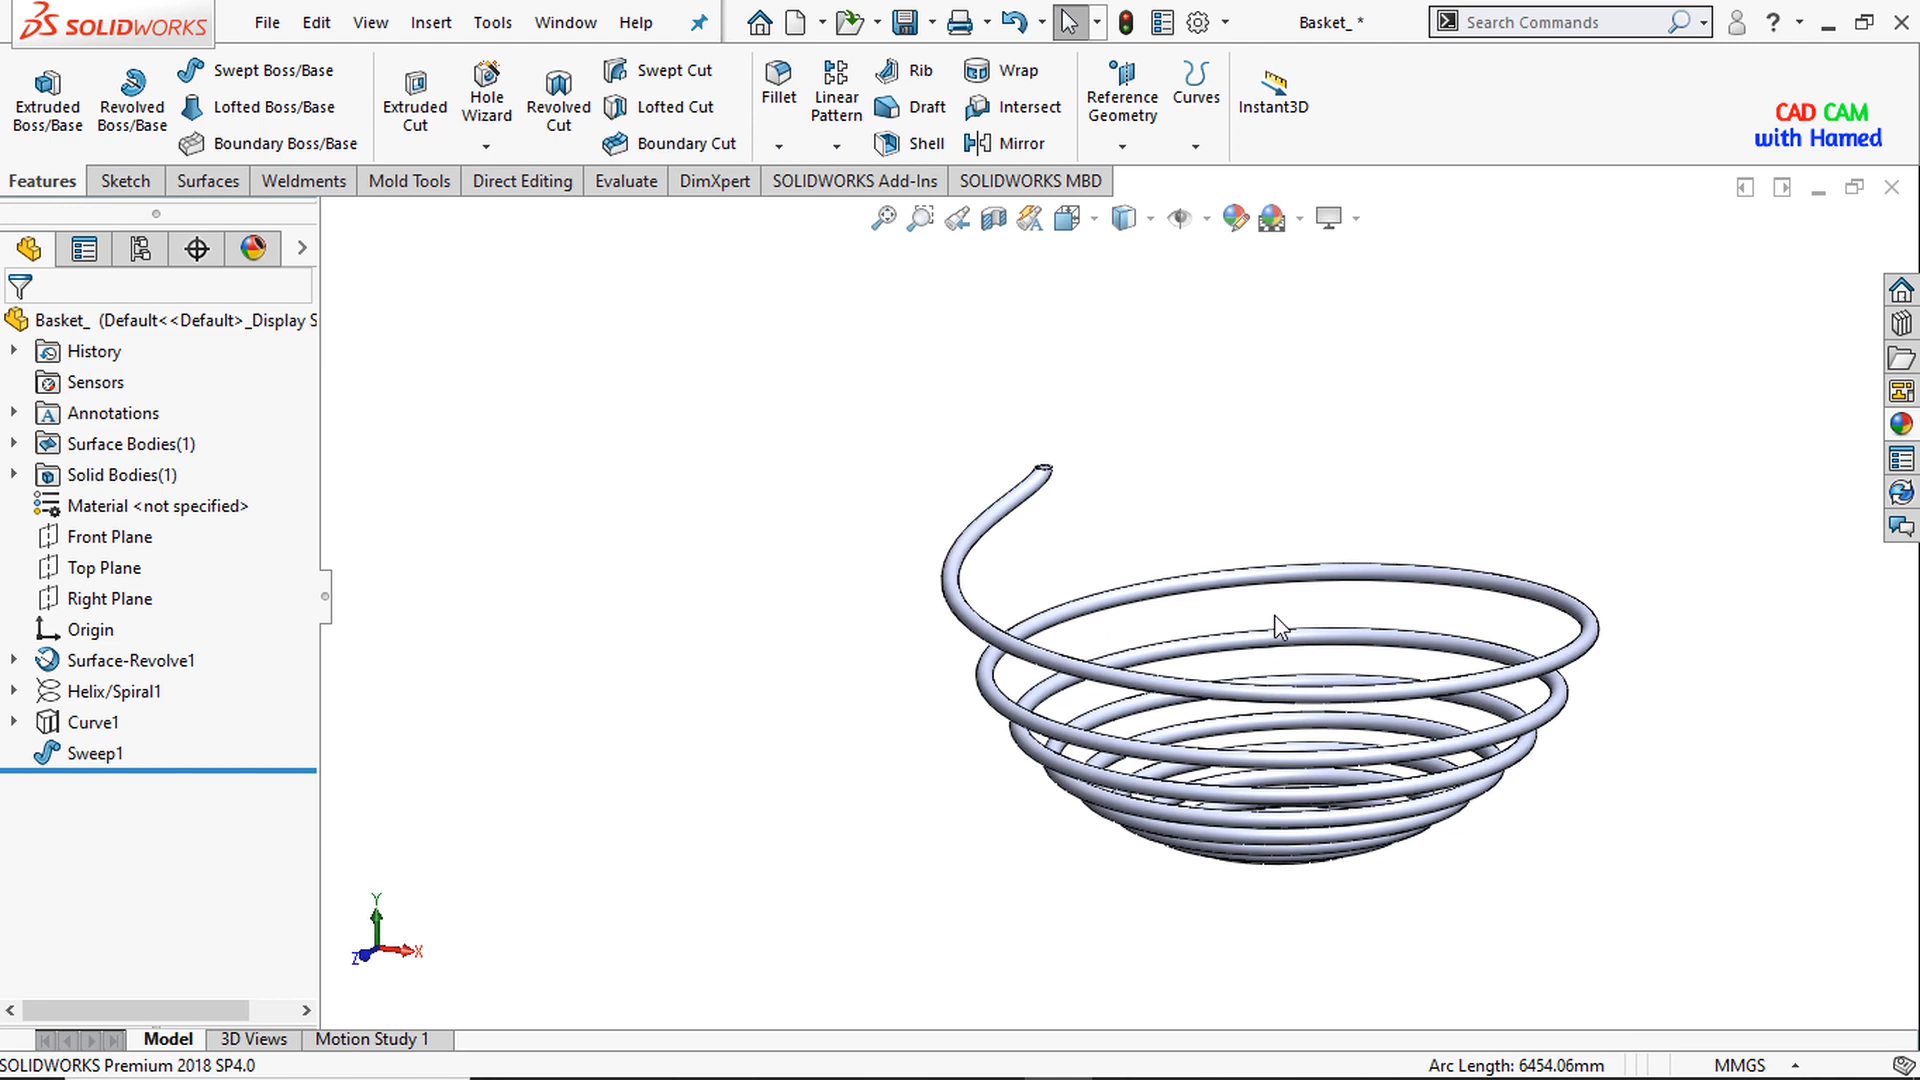 SOLIDWORKS
File Edit View Insert Tools Window Help
Basket_ *
Search Commands
Extruded Boss/Base
Revolved Boss/Base
Swept Boss/Base
Lofted Boss/Base
Boundary Boss/Base
Extruded Cut
Hole Wizard
Revolved Cut
Swept Cut
Lofted Cut
Boundary Cut
Fillet
Linear Pattern
Rib
Draft
Shell
Wrap
Intersect
Mirror
Reference Geometry
Curves
Instant3D
CAD CAM
with Hamed
Features Sketch Surfaces Weldments Mold Tools Direct Editing Evaluate DimXpert SOLIDWORKS Add-Ins SOLIDWORKS MBD
Basket_ (Default<<Default>_Display S
History
Sensors
Annotations
Surface Bodies(1)
Solid Bodies(1)
Material <not specified>
Front Plane
Top Plane
Right Plane
Origin
Surface-Revolve1
Helix/Spiral1
Curve1
Sweep1
Y
X
Z
Model 3D Views Motion Study 1
SOLIDWORKS Premium 2018 SP4.0
Arc Length: 6454.06mm
MMGS